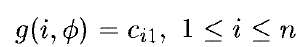 g(i, ϕ) = c_{i1}, 1 ≤ i ≤ n